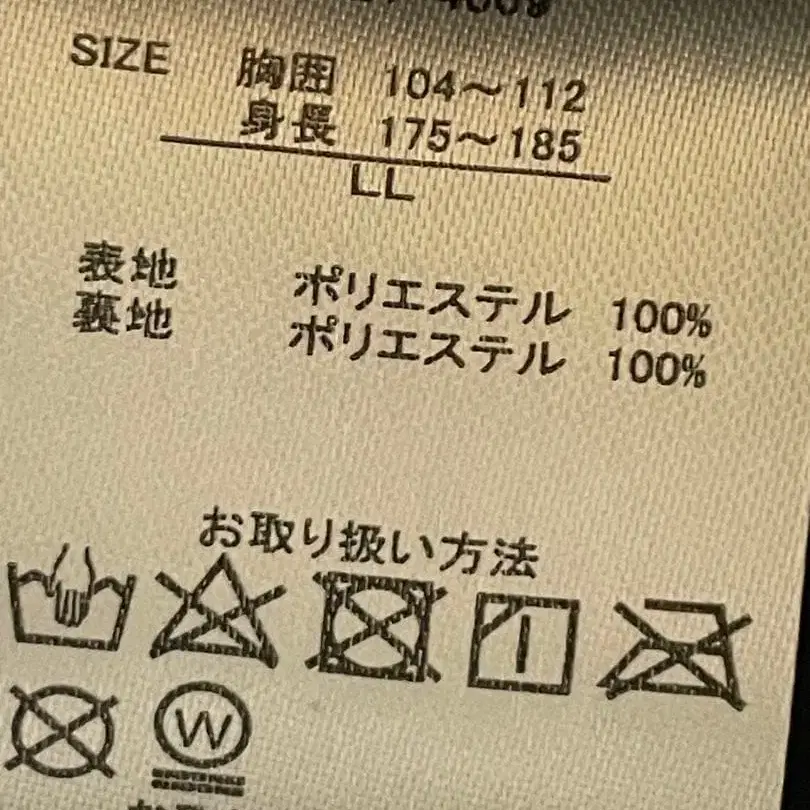 SIZE 胸囲 104～112
身長 175～185
LL
表地 ポリエステル 100%
裏地 ポリエステル 100%
お取り扱い方法
W